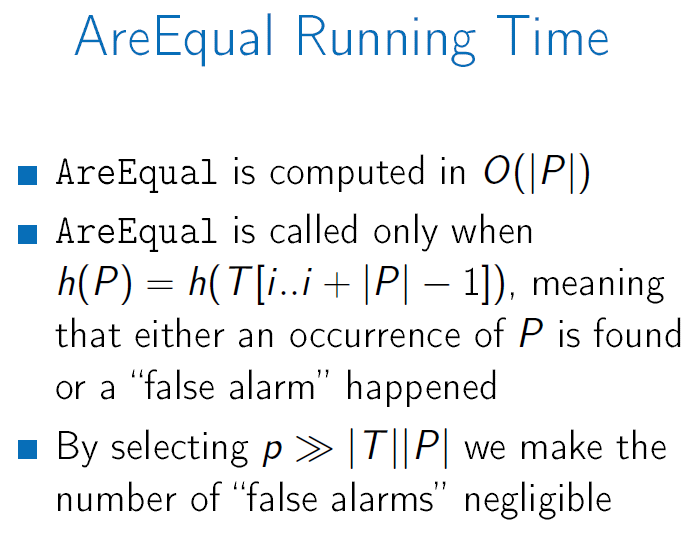 AreEqual Running Time
■ AreEqual is computed in O(|P|)
■ AreEqual is called only when
h(P) = h(T[i..i + |P| − 1]), meaning
that either an occurrence of P is found
or a “false alarm” happened
■ By selecting p ≫ |T||P| we make the
number of “false alarms” negligible